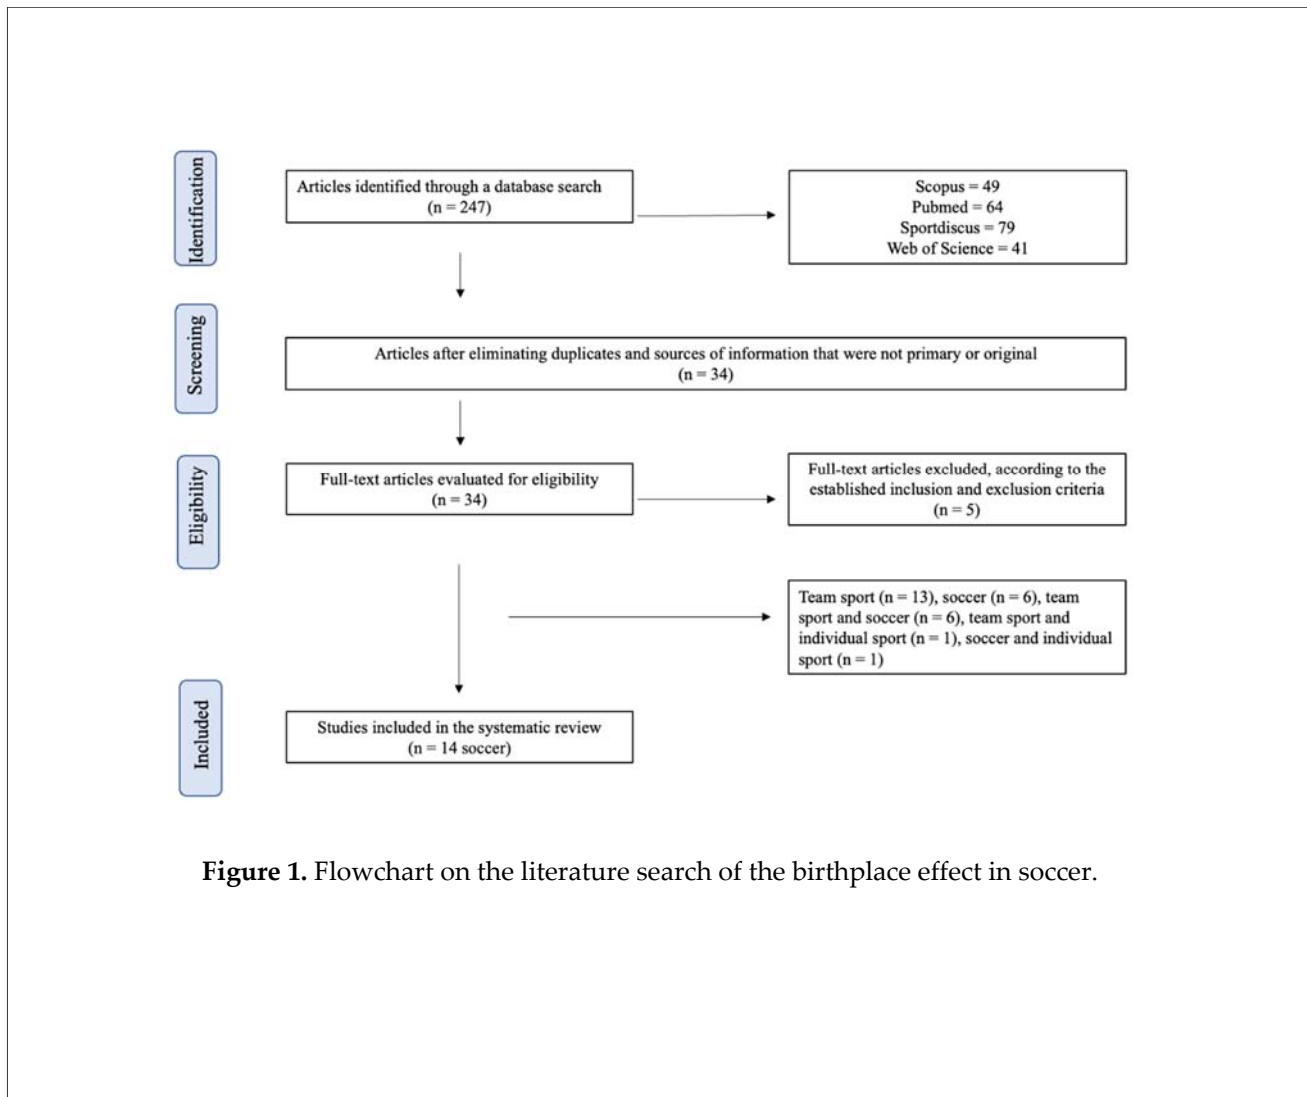 Identification
Articles identified through a database search
(n = 247)
Scopus = 49
Pubmed = 64
Sportdiscus = 79
Web of Science = 41
Screening
Articles after eliminating duplicates and sources of information that were not primary or original
(n = 34)
Eligibility
Full-text articles evaluated for eligibility
(n = 34)
Full-text articles excluded, according to the
established inclusion and exclusion criteria
(n = 5)
Team sport (n = 13), soccer (n = 6), team
sport and soccer (n = 6), team sport and
individual sport (n = 1), soccer and individual
sport (n = 1)
Included
Studies included in the systematic review
(n = 14 soccer)
Figure 1. Flowchart on the literature search of the birthplace effect in soccer.